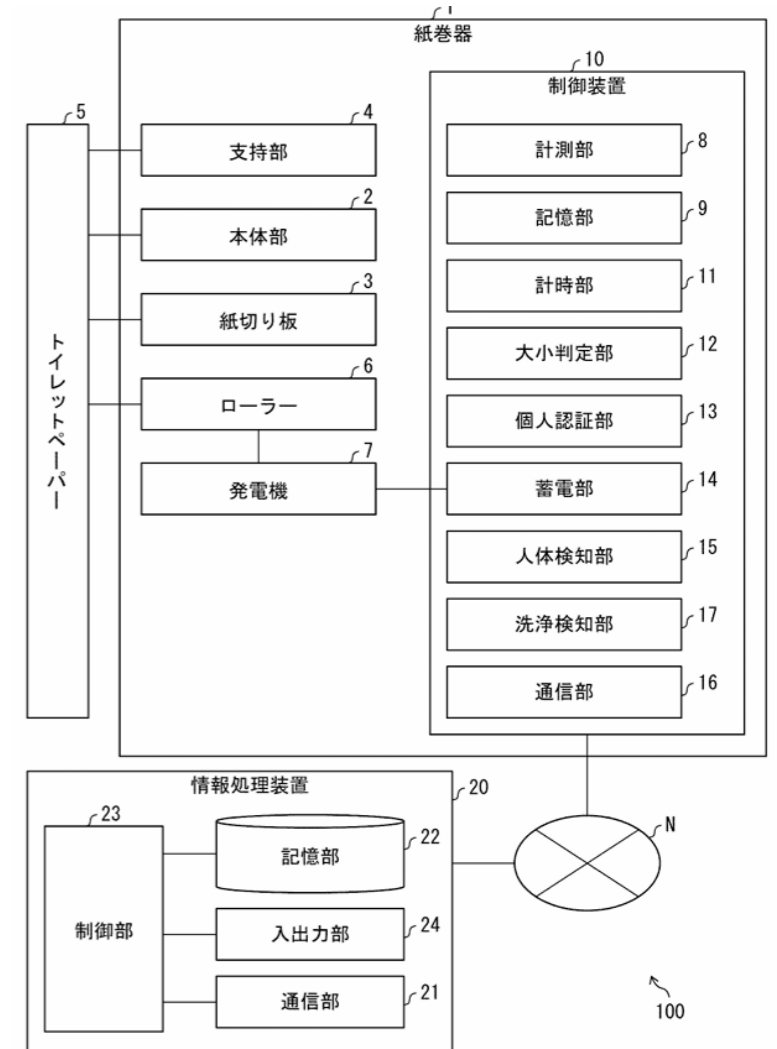 1
紙巻器
10
制御装置
5
トイレットペーパー
4
支持部
2
本体部
3
紙切り板
6
ローラー
7
発電機
計測部
8
記憶部
9
計時部
11
大小判定部
12
個人認証部
13
蓄電部
14
人体検知部
15
洗浄検知部
17
通信部
16
情報処理装置
20
23
制御部
記憶部
22
入出力部
24
通信部
21
N
100